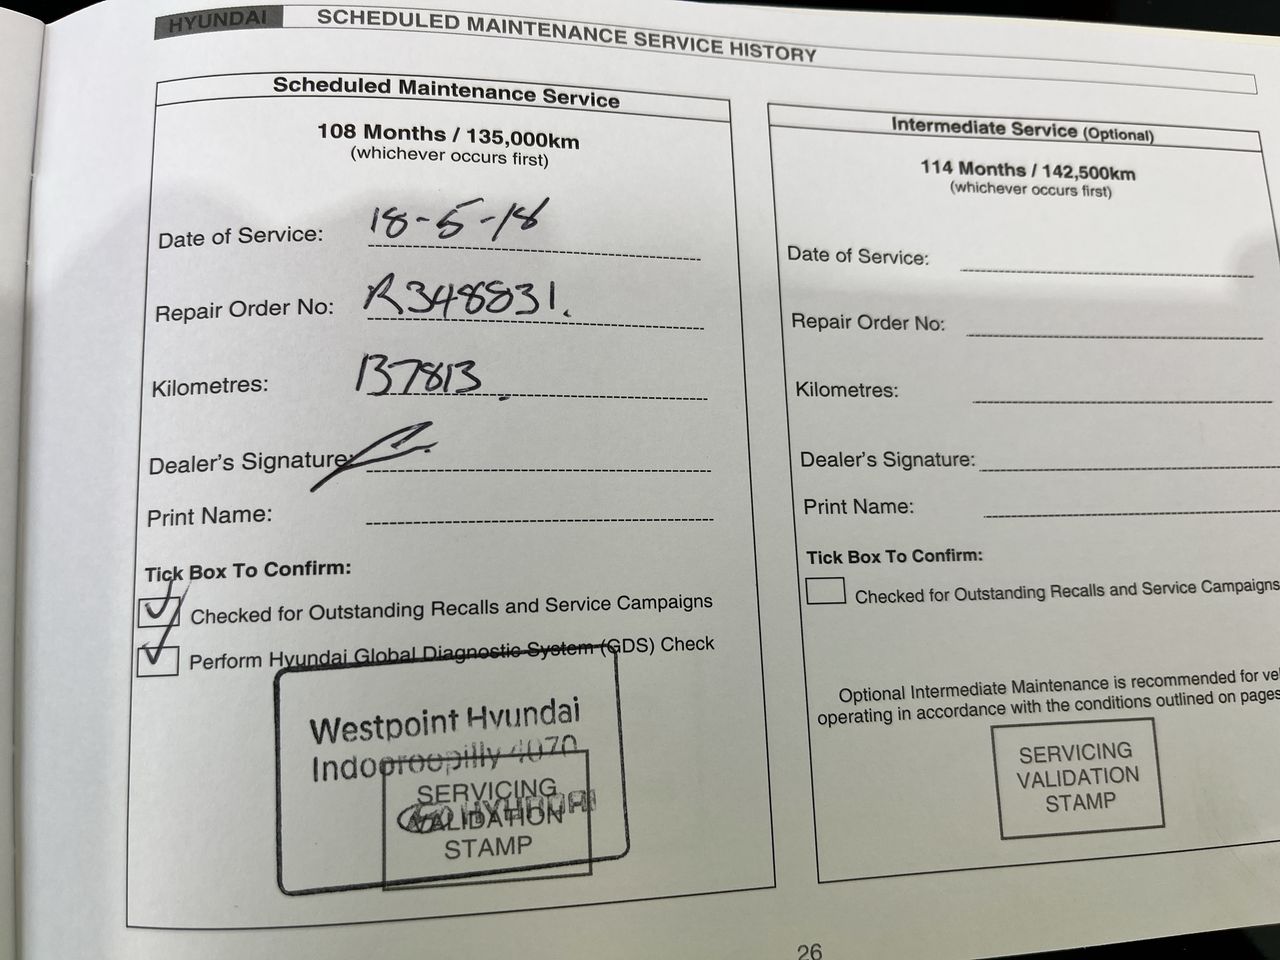 HYUNDAI SCHEDULED MAINTENANCE SERVICE HISTORY
Scheduled Maintenance Service
108 Months / 135,000km
(whichever occurs first)
Date of Service: 18-5-18
Repair Order No: R348831.
Kilometres: 137813
Dealer's Signature:
Print Name:
Tick Box To Confirm:
Checked for Outstanding Recalls and Service Campaigns
Perform Hyundai Global Diagnostic System (GDS) Check
Westpoint Hyundai
Indooroopilly 4070
HYUNDAI
SERVICING
VALIDATION
STAMP
Intermediate Service (Optional)
114 Months / 142,500km
(whichever occurs first)
Date of Service:
Repair Order No:
Kilometres:
Dealer's Signature:
Print Name:
Tick Box To Confirm:
Checked for Outstanding Recalls and Service Campaigns
Optional Intermediate Maintenance is recommended for
operating in accordance with the conditions outlined on pages
SERVICING
VALIDATION
STAMP
26